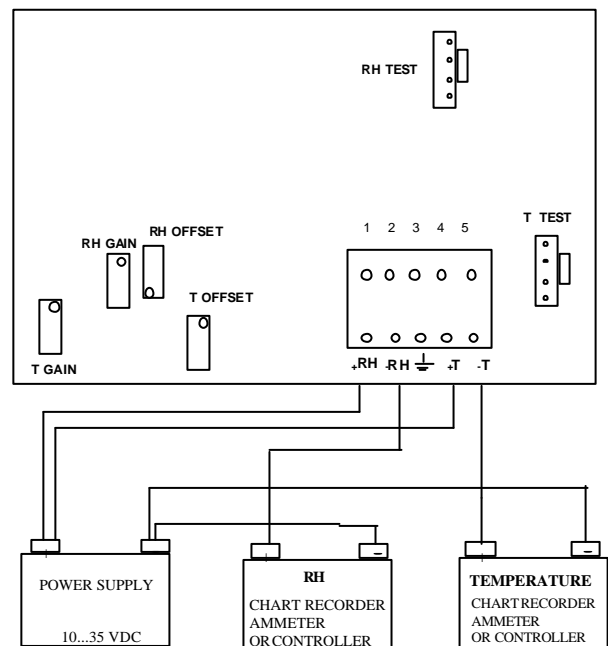 RH TEST
1 2 3 4 5
T TEST
RH OFFSET
RH GAIN
T OFFSET
T GAIN
+RH -RH +T -T
POWER SUPPLY
10...35 VDC
RH
CHART RECORDER
AMMETER
OR CONTROLLER
TEMPERATURE
CHART RECORDER
AMMETER
OR CONTROLLER